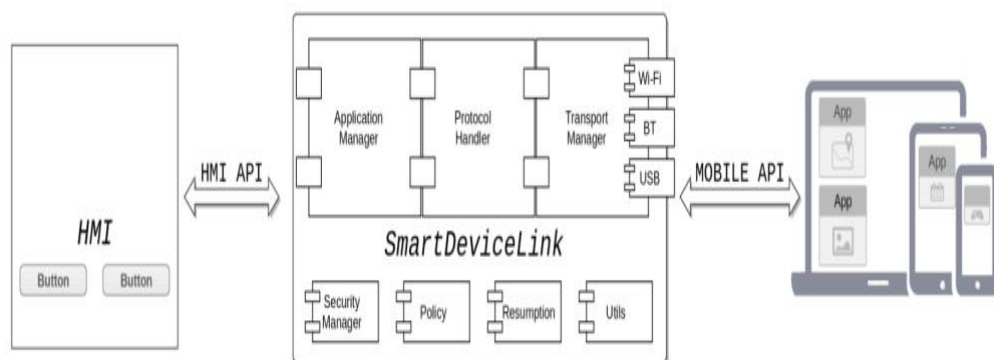 HMI
Button
Button
HMI API
Application
Manager
Protocol
Handler
Transport
Manager
Wi-Fi
BT
USB
SmartDeviceLink
Security
Manager
Policy
Resumption
Utils
MOBILE API
App
App
App